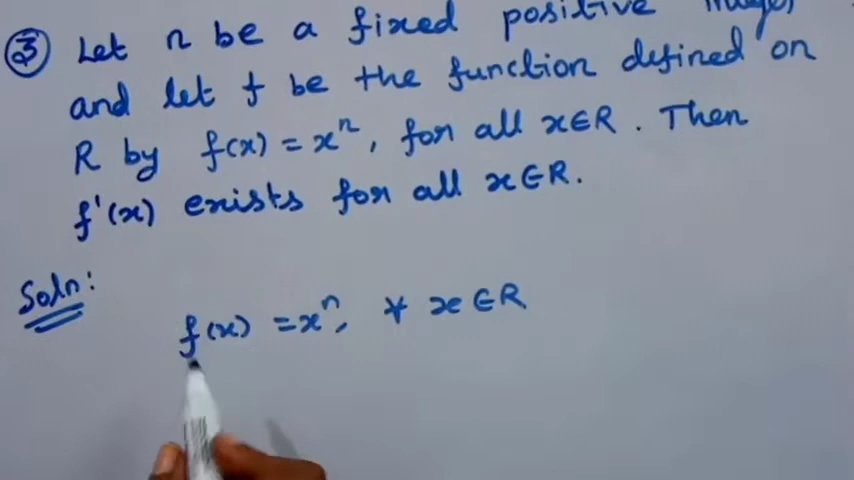 ③ Let n be a fixed positive
and let f be the function defined on
R by f(x) = xⁿ, for all x∈R. Then
f'(x) exists for all x∈R.
Soln:
f(x) = xⁿ, ∀ x∈R